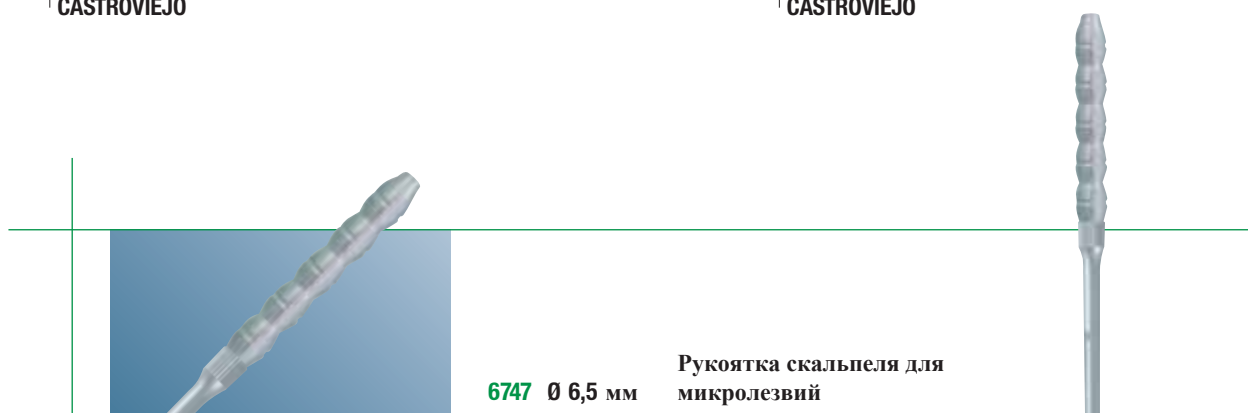 CASTROVIEJO
CASTROVIEJO
Рукоятка скальпеля для
6747 Ø 6,5 мм микролезвий